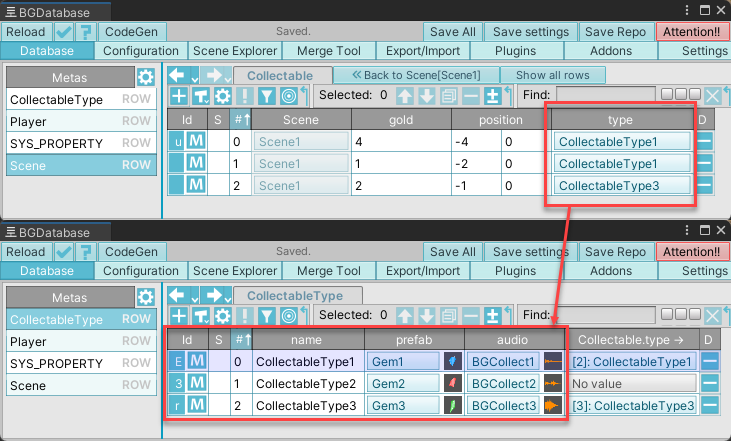 BGDatabase
Reload CodeGen Saved. Save All Save settings Save Repo Attention!!
Database Configuration Scene Explorer Merge Tool Export/Import Plugins Addons Settings
Metas Collectable Back to Scene[Scene1] Show all rows
CollectableType ROW Selected: 0 Find:
Player ROW
SYS_PROPERTY ROW
Scene ROW
Id S # Scene gold position type D
u M 0 Scene1 4 -4 0 CollectableType1
M 1 Scene1 1 -2 0 CollectableType1
M 2 Scene1 2 -1 0 CollectableType3
BGDatabase
Reload CodeGen Saved. Save All Save settings Save Repo Attention!!
Database Configuration Scene Explorer Merge Tool Export/Import Plugins Addons Settings
Metas CollectableType
CollectableType ROW Selected: 0 Find:
Player ROW
SYS_PROPERTY ROW
Scene ROW
Id S # name prefab audio Collectable.type → D
E M 0 CollectableType1 Gem1 BGCollect1 [2]: CollectableType1
3 M 1 CollectableType2 Gem2 BGCollect2 No value
r M 2 CollectableType3 Gem3 BGCollect3 [3]: CollectableType3